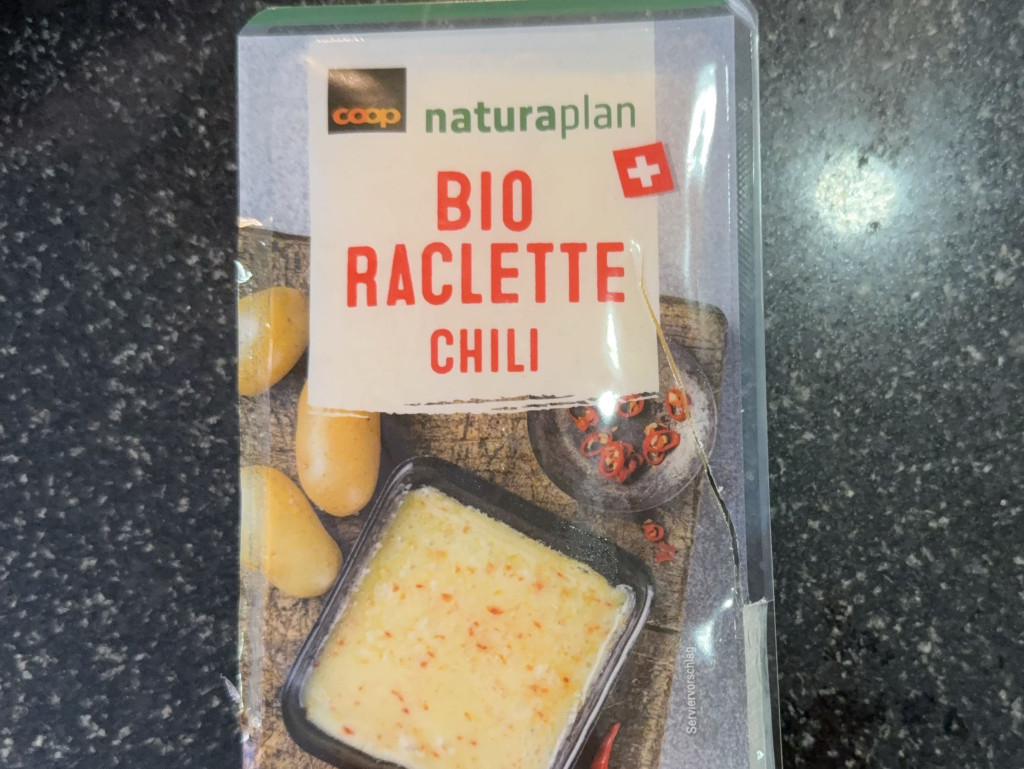 coop
naturaplan
BIO
RACLETTE
CHILI
Serviervorschlag